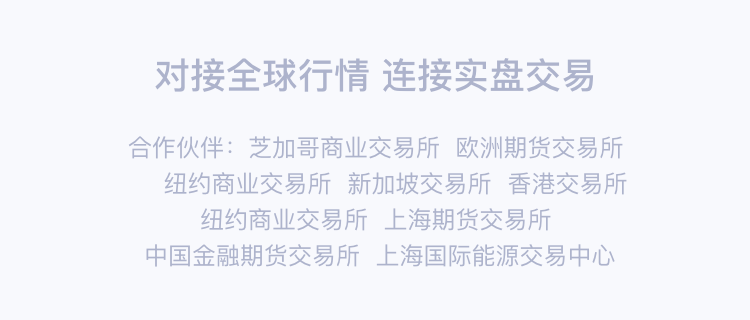 对接全球行情 连接实盘交易
合作伙伴：芝加哥商业交易所 欧洲期货交易所
纽约商业交易所 新加坡交易所 香港交易所
纽约商业交易所 上海期货交易所
中国金融期货交易所 上海国际能源交易中心